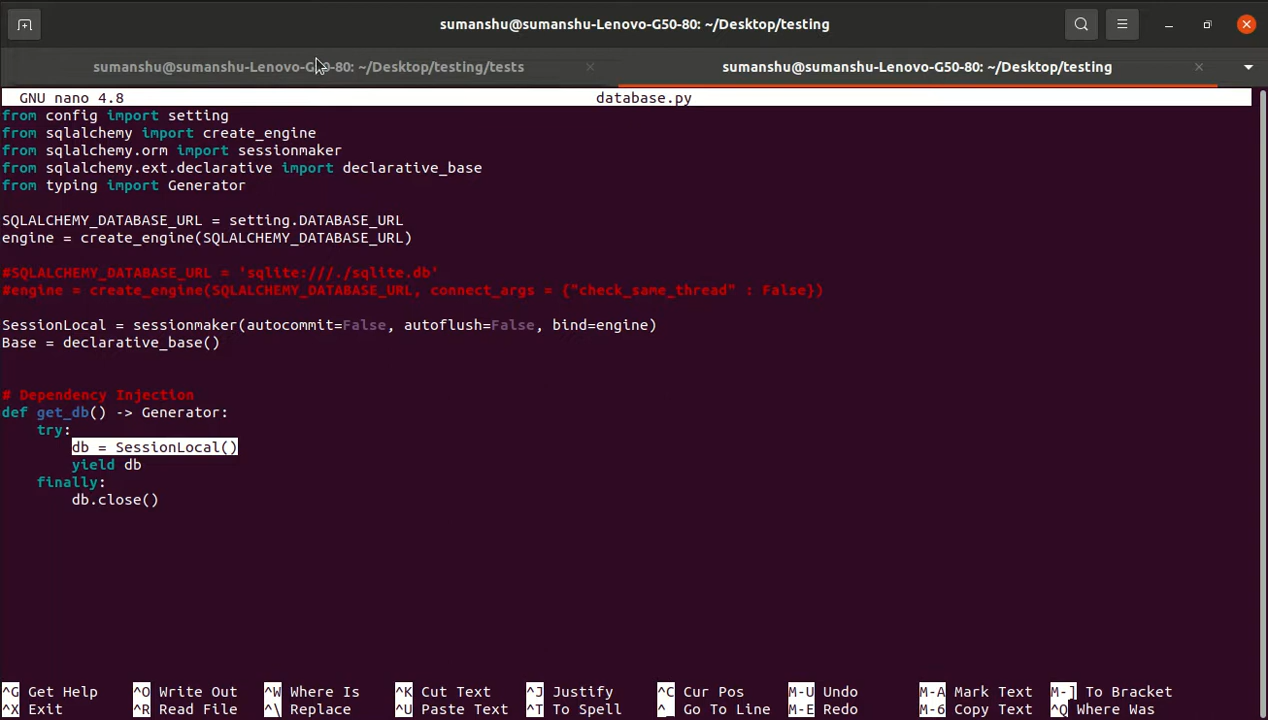 sumanshu@sumanshu-Lenovo-G50-80: ~/Desktop/testing
sumanshu@sumanshu-Lenovo-G50-80: ~/Desktop/testing/tests
sumanshu@sumanshu-Lenovo-G50-80: ~/Desktop/testing
GNU nano 4.8 database.py
from config import setting
from sqlalchemy import create_engine
from sqlalchemy.orm import sessionmaker
from sqlalchemy.ext.declarative import declarative_base
from typing import Generator
SQLALCHEMY_DATABASE_URL = setting.DATABASE_URL
engine = create_engine(SQLALCHEMY_DATABASE_URL)
#SQLALCHEMY_DATABASE_URL = 'sqlite:///./sqlite.db'
#engine = create_engine(SQLALCHEMY_DATABASE_URL, connect_args = {"check_same_thread" : False})
SessionLocal = sessionmaker(autocommit=False, autoflush=False, bind=engine)
Base = declarative_base()
# Dependency Injection
def get_db() -> Generator:
    try:
        db = SessionLocal()
        yield db
    finally:
        db.close()
^G Get Help ^O Write Out ^W Where Is ^K Cut Text ^J Justify ^C Cur Pos M-U Undo M-A Mark Text M-] To Bracket
^X Exit ^R Read File ^\ Replace ^U Paste Text ^T To Spell ^_ Go To Line M-E Redo M-6 Copy Text ^Q Where Was